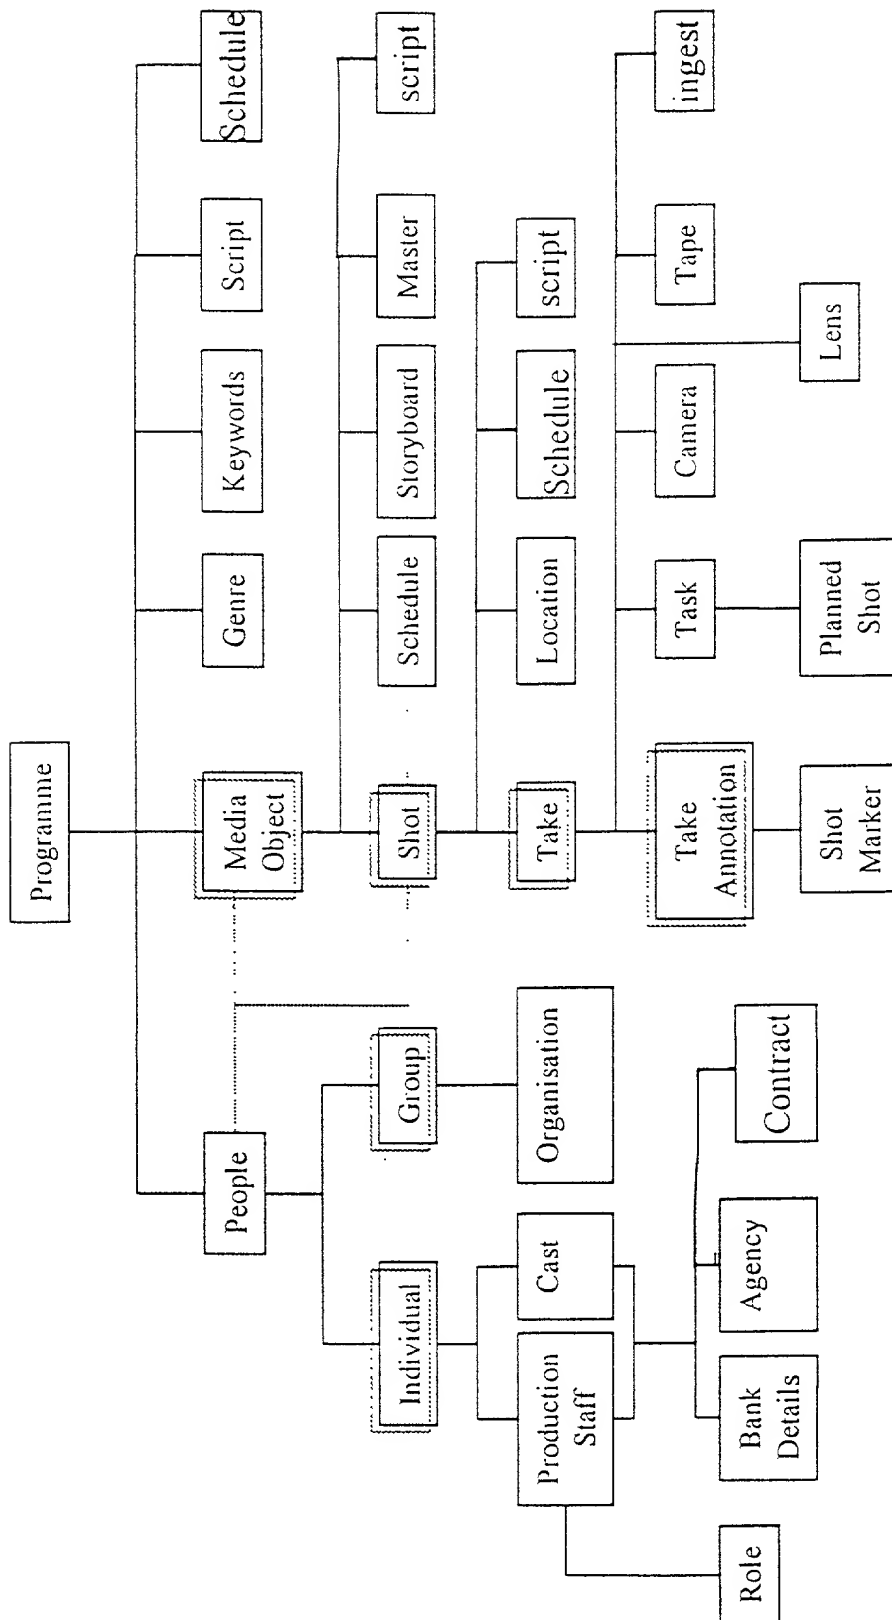 Programme
People
Media
Object
Genre
Keywords
Script
Schedule
Individual
Group
Shot
Schedule
Storyboard
Master
script
Production
Staff
Cast
Organisation
Take
Location
Schedule
script
Take
Annotation
Task
Camera
Tape
ingest
Role
Bank
Details
Agency
Contract
Shot
Marker
Planned
Shot
Lens